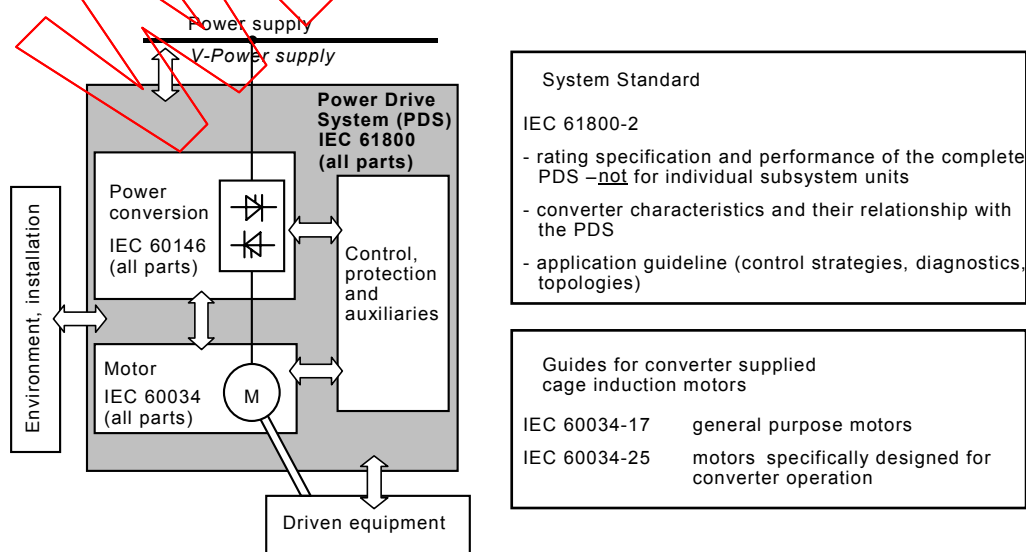 Power supply
V-Power supply
Power Drive
System (PDS)
IEC 61800
(all parts)
Power
conversion
IEC 60146
(all parts)
Control,
protection
and
auxiliaries
Environment, installation
Motor
IEC 60034
(all parts)
M
Driven equipment
System Standard
IEC 61800-2
- rating specification and performance of the complete
PDS –not for individual subsystem units
- converter characteristics and their relationship with
the PDS
- application guideline (control strategies, diagnostics,
topologies)
Guides for converter supplied
cage induction motors
IEC 60034-17 general purpose motors
IEC 60034-25 motors specifically designed for
converter operation